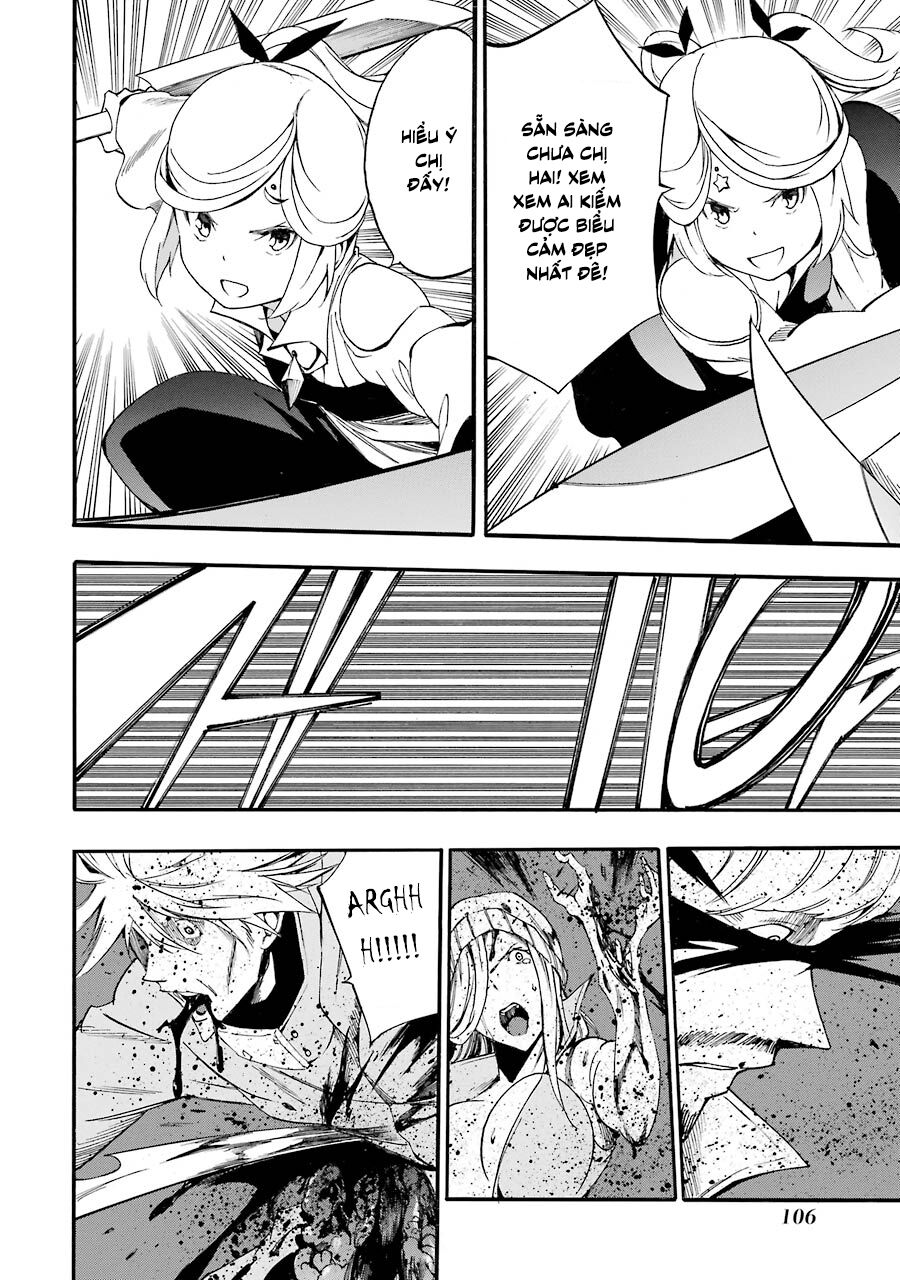 SẴN SÀNG
CHƯA CHỊ
HAI! XEM
XEM AI KIẾM
ĐƯỢC BIỂU
CẢM ĐẸP
NHẤT ĐÊ!
HIỂU Ý
CHỊ
ĐẤY!
ARGHH
H!!!!!
106